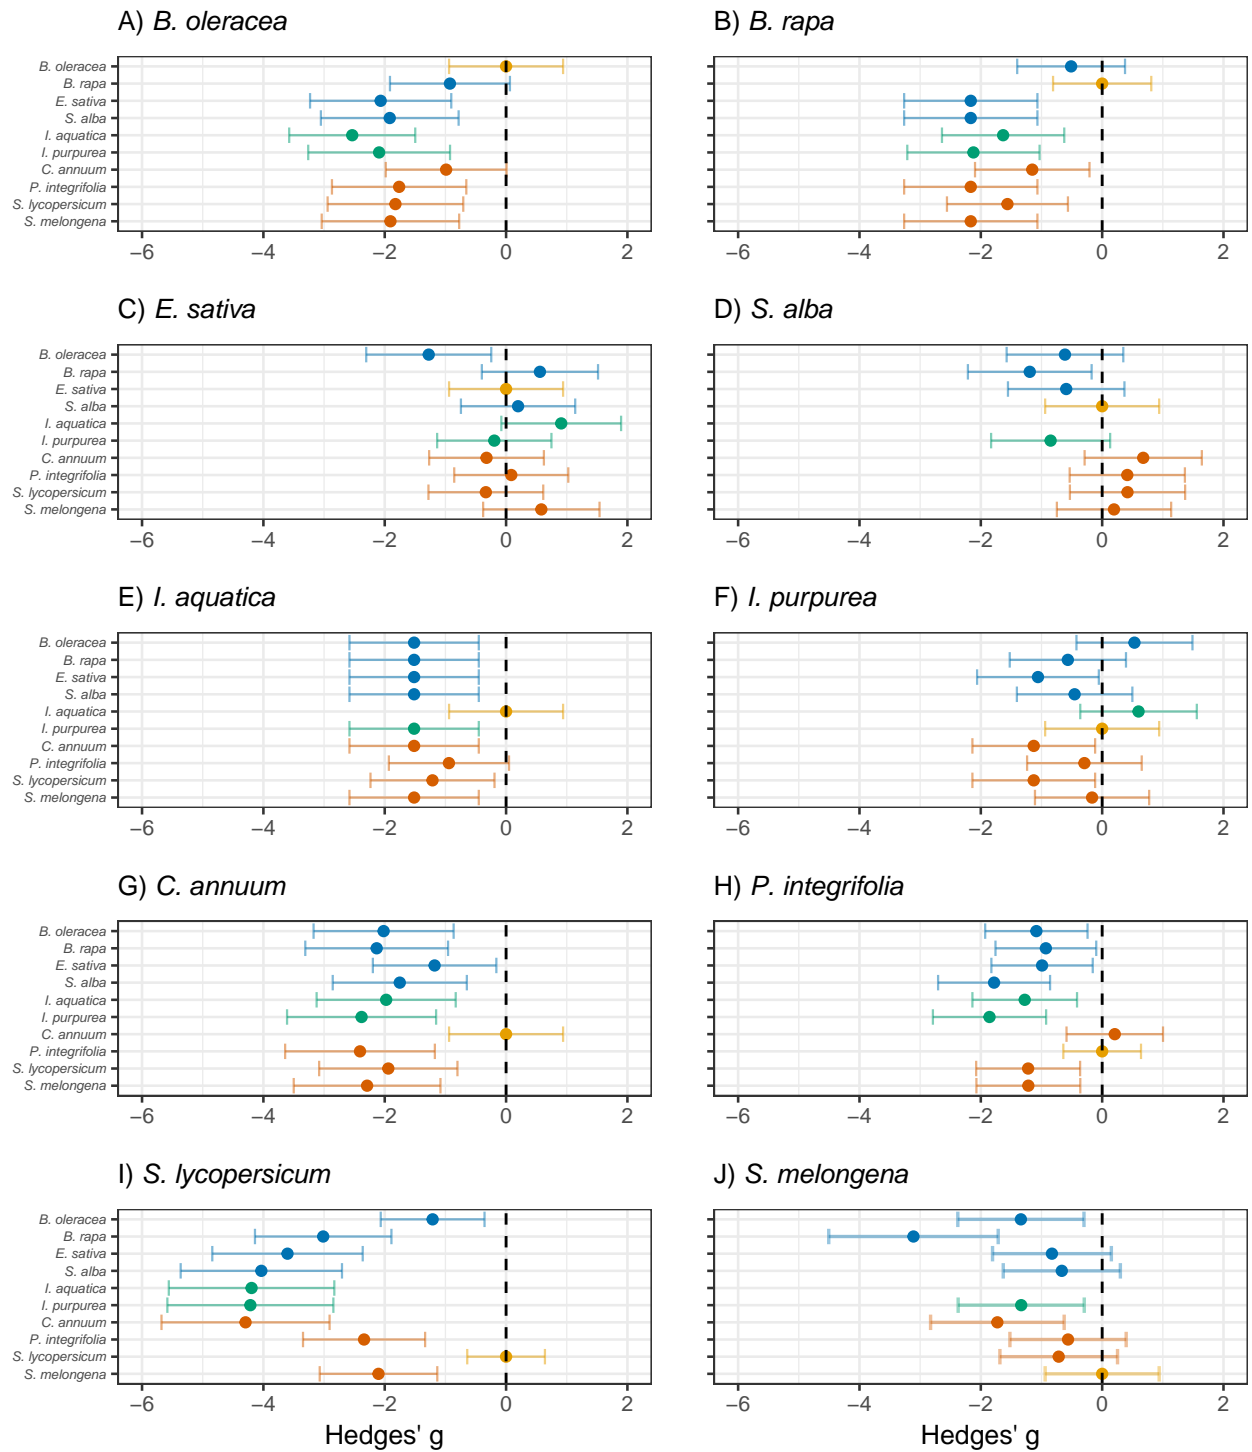 A) B. oleracea
B. oleracea
B. rapa
E. sativa
S. alba
I. aquatica
I. purpurea
C. annuum
P. integrifolia
S. lycopersicum
S. melongena
−6 −4 −2 0 2
B) B. rapa
−6 −4 −2 0 2
C) E. sativa
B. oleracea
B. rapa
E. sativa
S. alba
I. aquatica
I. purpurea
C. annuum
P. integrifolia
S. lycopersicum
S. melongena
−6 −4 −2 0 2
D) S. alba
−6 −4 −2 0 2
E) I. aquatica
B. oleracea
B. rapa
E. sativa
S. alba
I. aquatica
I. purpurea
C. annuum
P. integrifolia
S. lycopersicum
S. melongena
−6 −4 −2 0 2
F) I. purpurea
−6 −4 −2 0 2
G) C. annuum
B. oleracea
B. rapa
E. sativa
S. alba
I. aquatica
I. purpurea
C. annuum
P. integrifolia
S. lycopersicum
S. melongena
−6 −4 −2 0 2
H) P. integrifolia
−6 −4 −2 0 2
I) S. lycopersicum
B. oleracea
B. rapa
E. sativa
S. alba
I. aquatica
I. purpurea
C. annuum
P. integrifolia
S. lycopersicum
S. melongena
−6 −4 −2 0 2
Hedges' g
J) S. melongena
−6 −4 −2 0 2
Hedges' g